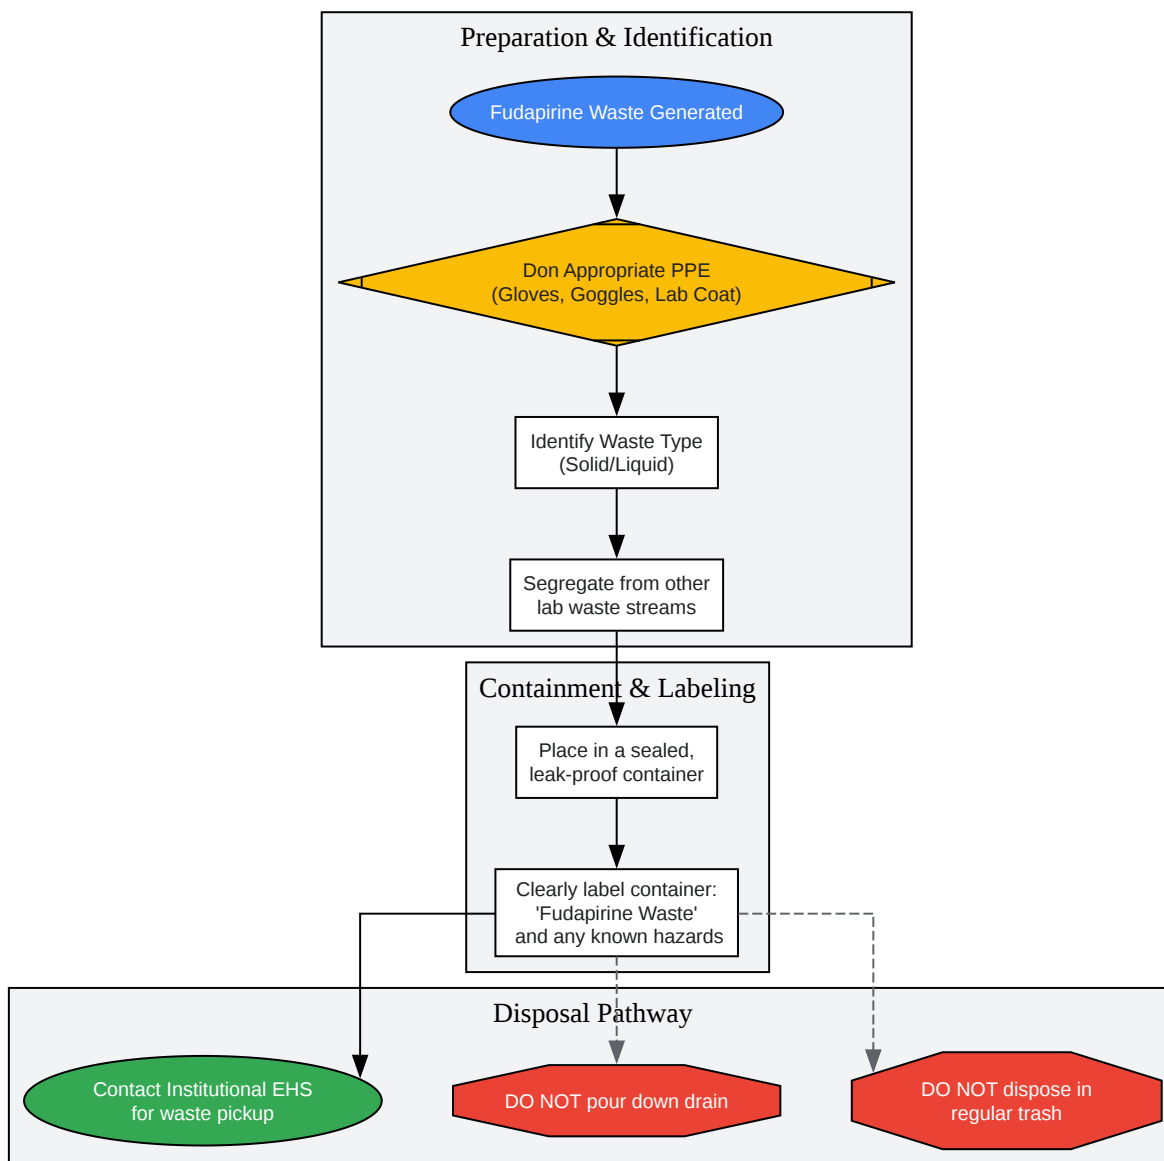 Preparation & Identification
Fudapirine Waste Generated
Don Appropriate PPE
(Gloves, Goggles, Lab Coat)
Identify Waste Type
(Solid/Liquid)
Segregate from other
lab waste streams
Containment & Labeling
Place in a sealed,
leak-proof container
Clearly label container:
'Fudapirine Waste'
and any known hazards
Disposal Pathway
Contact Institutional EHS
for waste pickup
DO NOT pour down drain
DO NOT dispose in
regular trash